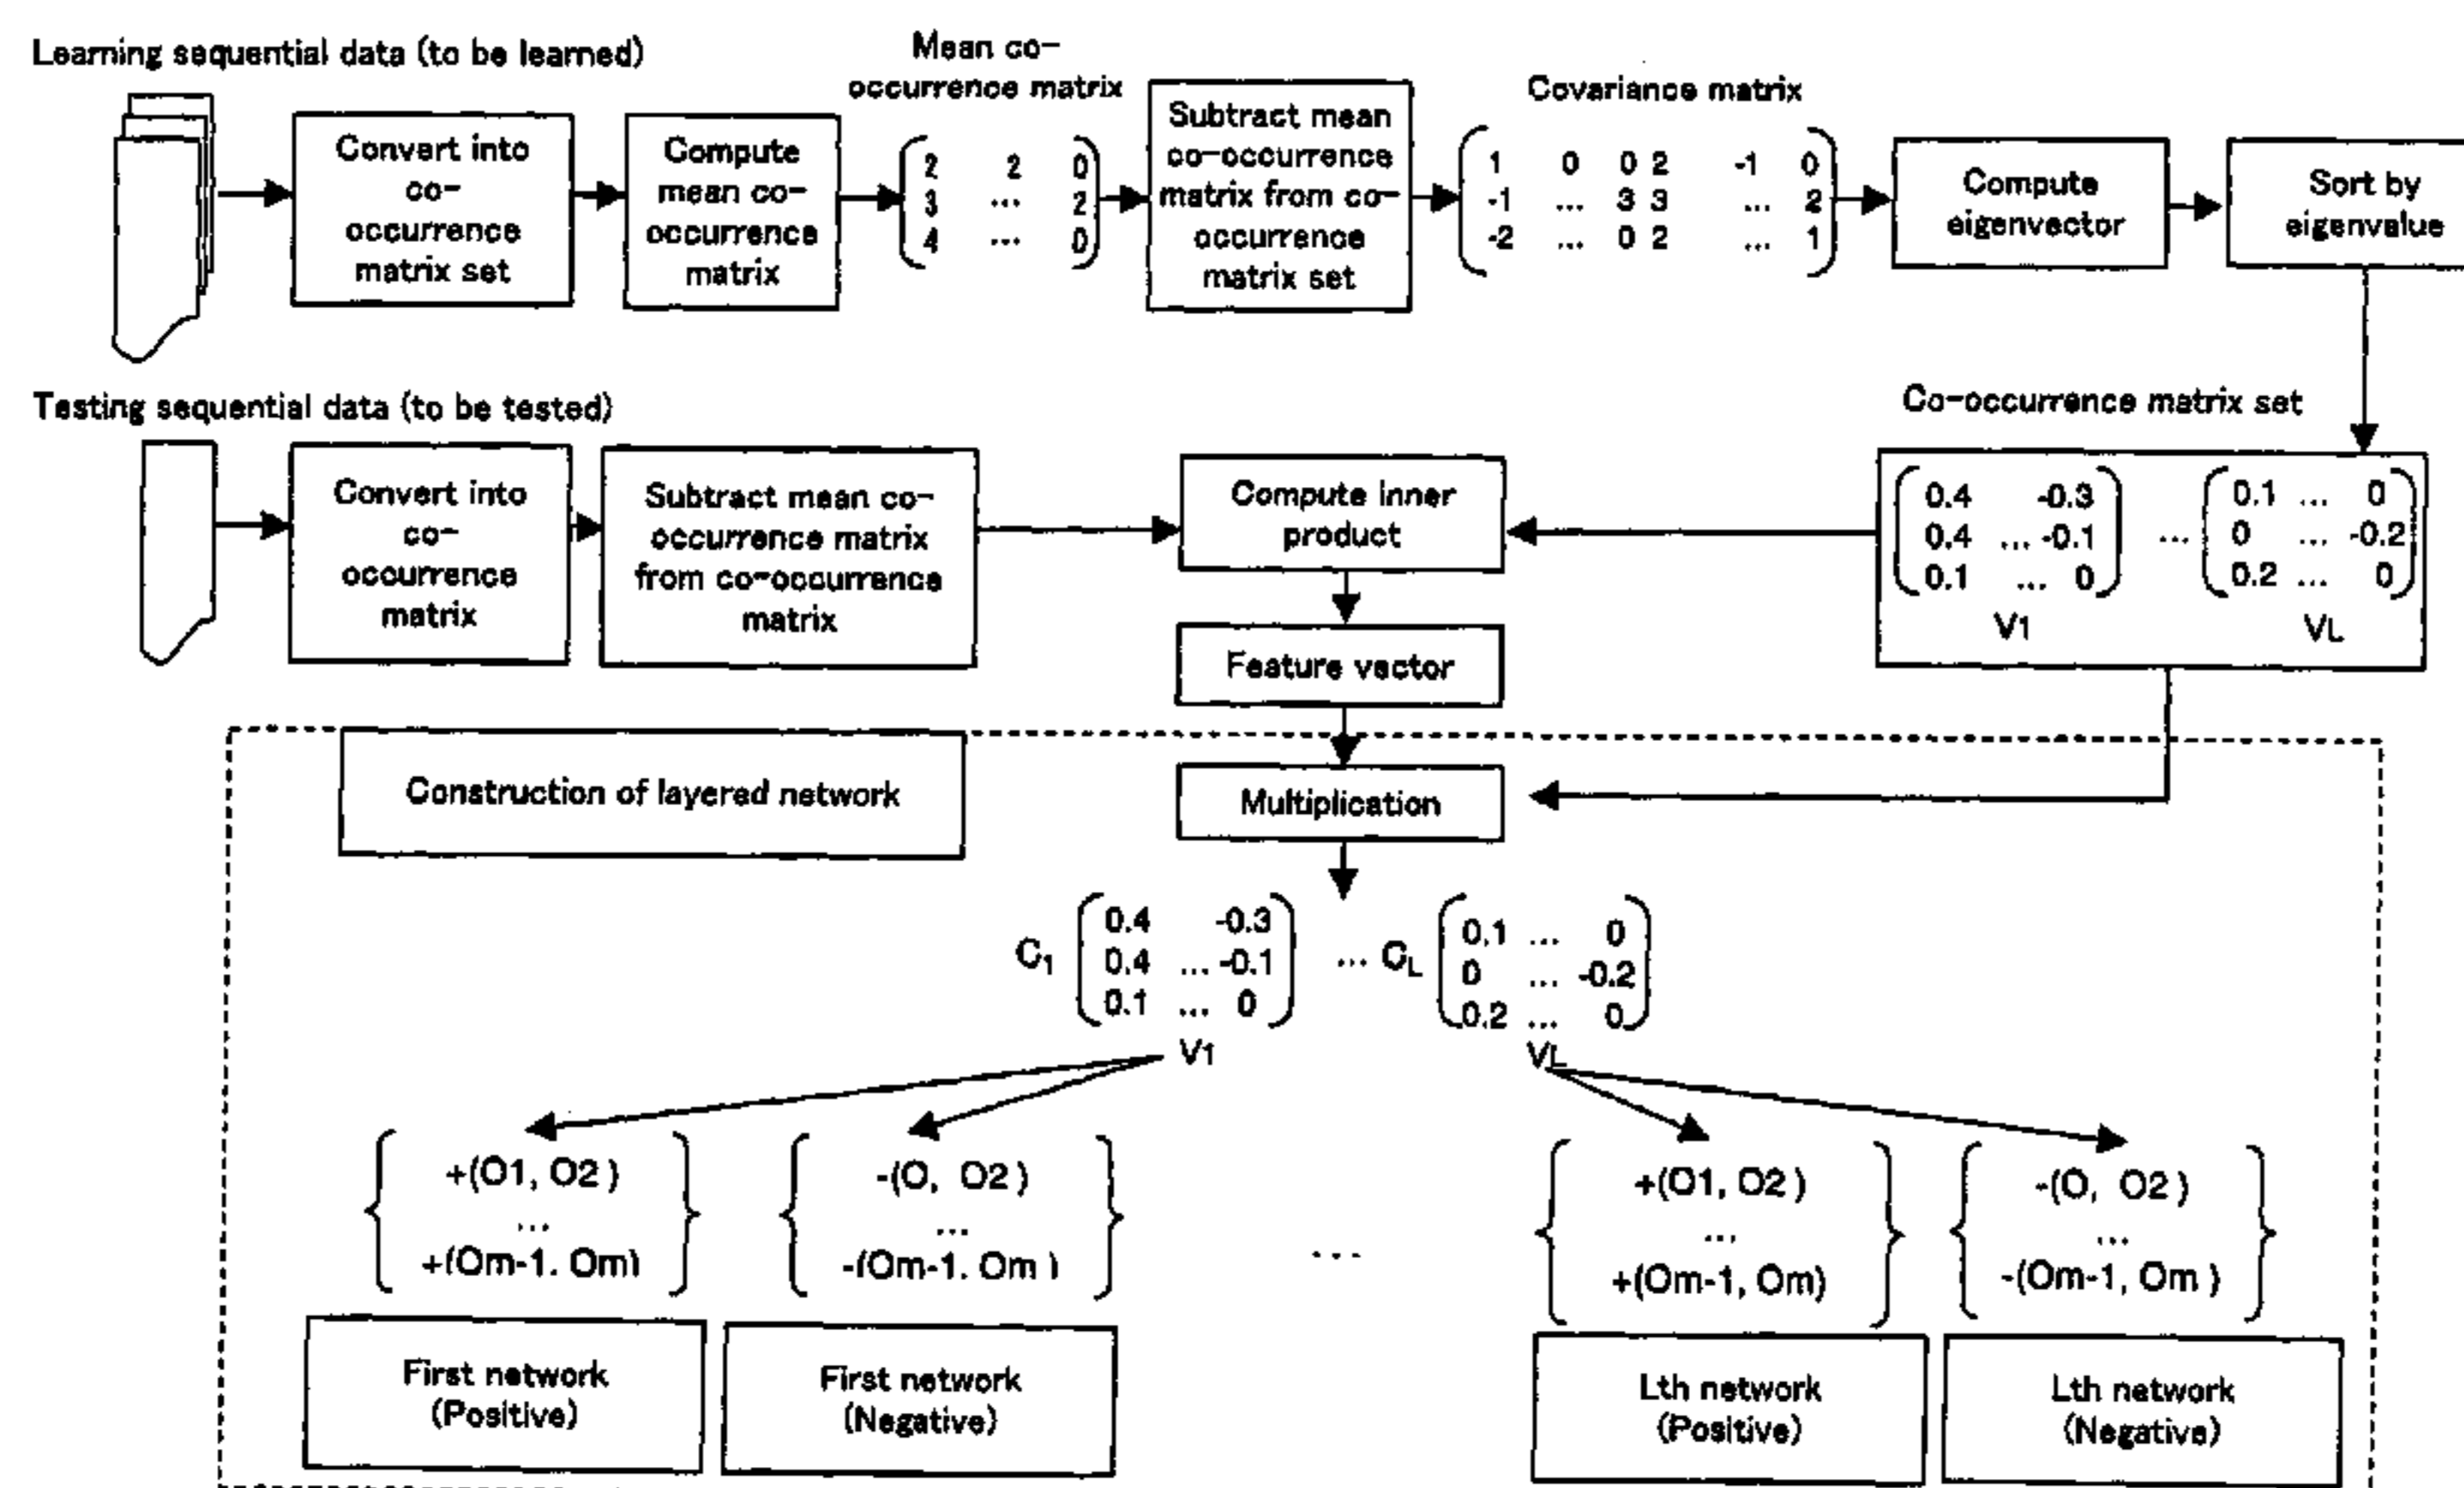 Learning sequential data (to be learned)
Convert into
co-
occurrence
matrix set
Compute
mean co-
occurrence
matrix
Mean co-
occurrence matrix
2 2 0
3 ... 2
4 ... 0
Subtract mean
co-occurrence
matrix from co-
occurrence
matrix set
Covariance matrix
1 0 0 2 -1 0
-1 ... 3 3 ... 2
-2 ... 0 2 ... 1
Compute
eigenvector
Sort by
eigenvalue
Testing sequential data (to be tested)
Convert into
co-
occurrence
matrix
Subtract mean co-
occurrence matrix
from co-occurrence
matrix
Compute inner
product
Co-occurrence matrix set
0.4 -0.3
0.4 ... -0.1
0.1 ... 0
V1
...
0.1 ... 0
0 ... -0.2
0.2 ... 0
VL
Feature vector
Construction of layered network
Multiplication
C1
0.4 -0.3
0.4 ... -0.1
0.1 ... 0
V1
... CL
0.1 ... 0
0 ... -0.2
0.2 ... 0
VL
+(O1, O2 )
...
+(Om-1. Om)
First network
(Positive)
-(O, O2 )
...
-(Om-1. Om )
First network
(Negative)
...
+(O1, O2 )
...
+(Om-1, Om)
Lth network
(Positive)
-(O, O2 )
...
-(Om-1, Om )
Lth network
(Negative)